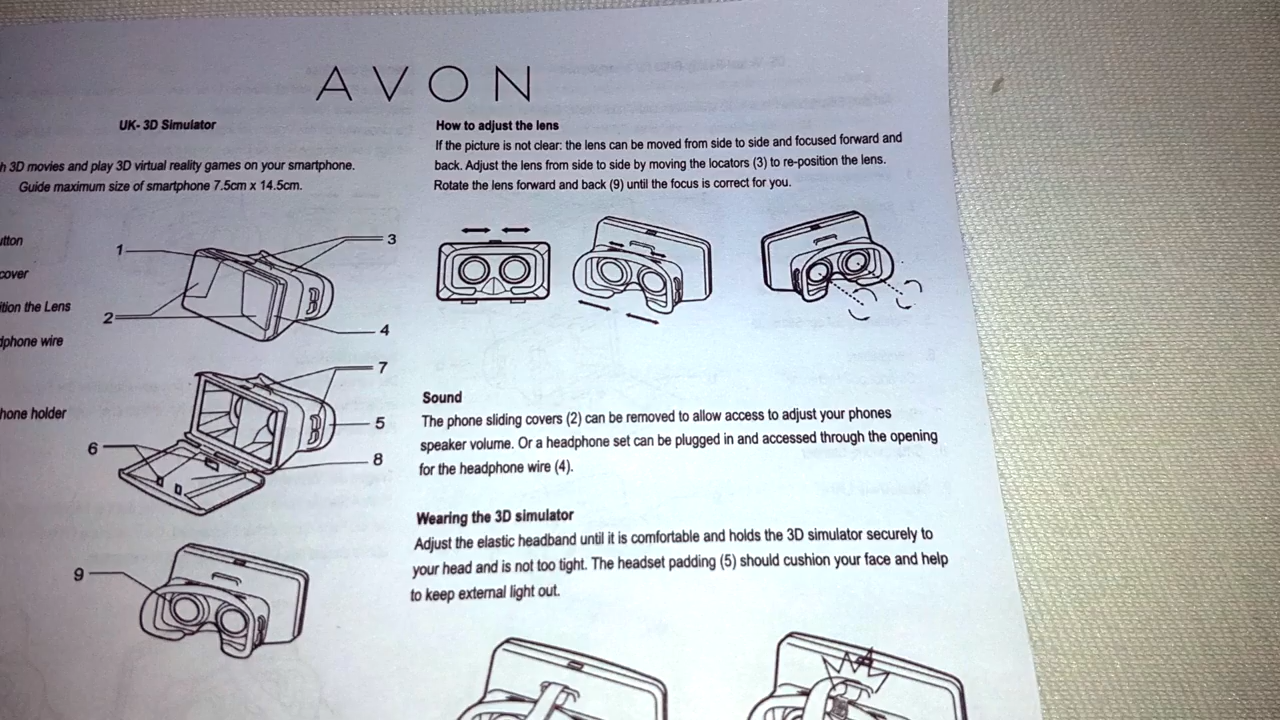 AVON
UK- 3D Simulator
3D movies and play 3D virtual reality games on your smartphone.
Guide maximum size of smartphone 7.5cm x 14.5cm.
cover
the Lens
wire
holder
1
2
3
4
5
6
7
8
9
How to adjust the lens
If the picture is not clear: the lens can be moved from side to side and focused forward and
back. Adjust the lens from side to side by moving the locators (3) to re-position the lens.
Rotate the lens forward and back (9) until the focus is correct for you.
Sound
The phone sliding covers (2) can be removed to allow access to adjust your phones
speaker volume. Or a headphone set can be plugged in and accessed through the opening
for the headphone wire (4).
Wearing the 3D simulator
Adjust the elastic headband until it is comfortable and holds the 3D simulator securely to
your head and is not too tight. The headset padding (5) should cushion your face and help
to keep external light out.